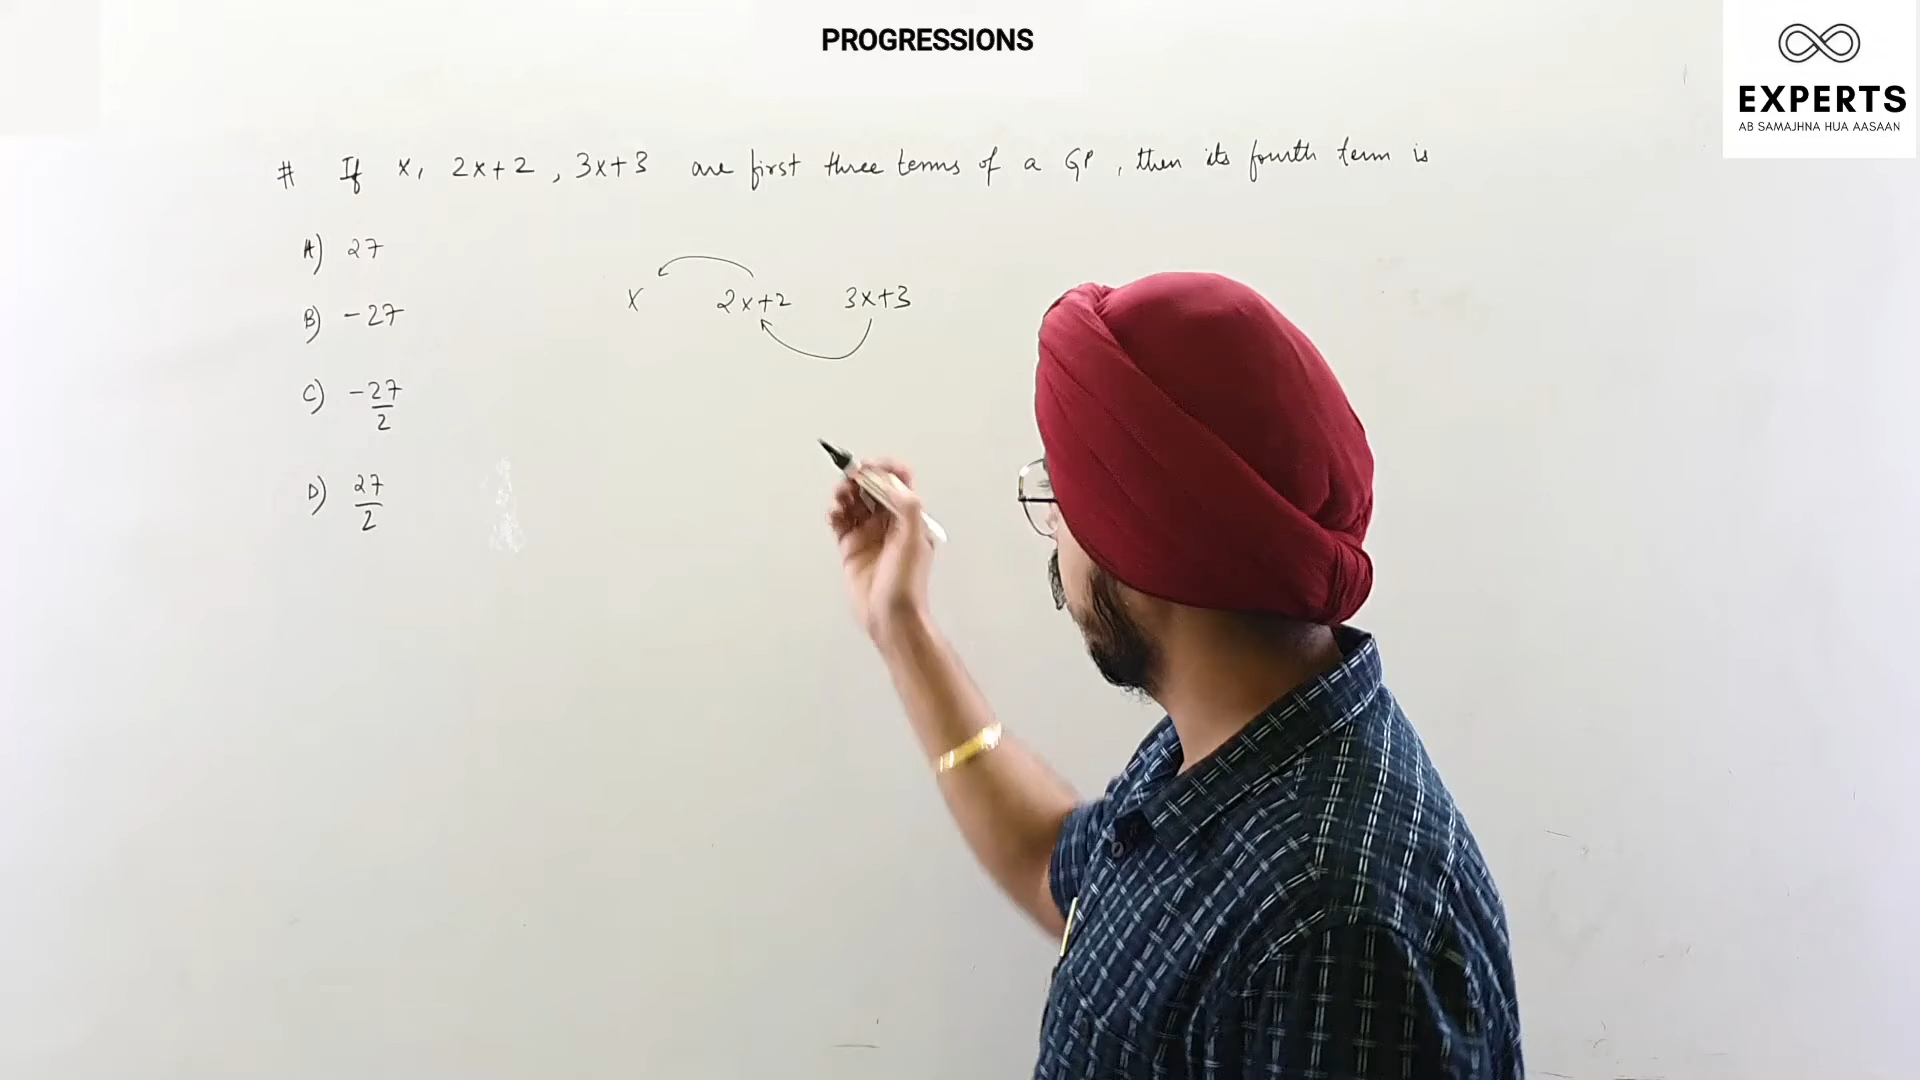 PROGRESSIONS
EXPERTS
AB SAMAJHNA HUA AASAAN
# If x, 2x+2, 3x+3 are first three terms of a GP, then its fourth term is
A) 27
B) -27
C) -27/2
D) 27/2
x 2x+2 3x+3